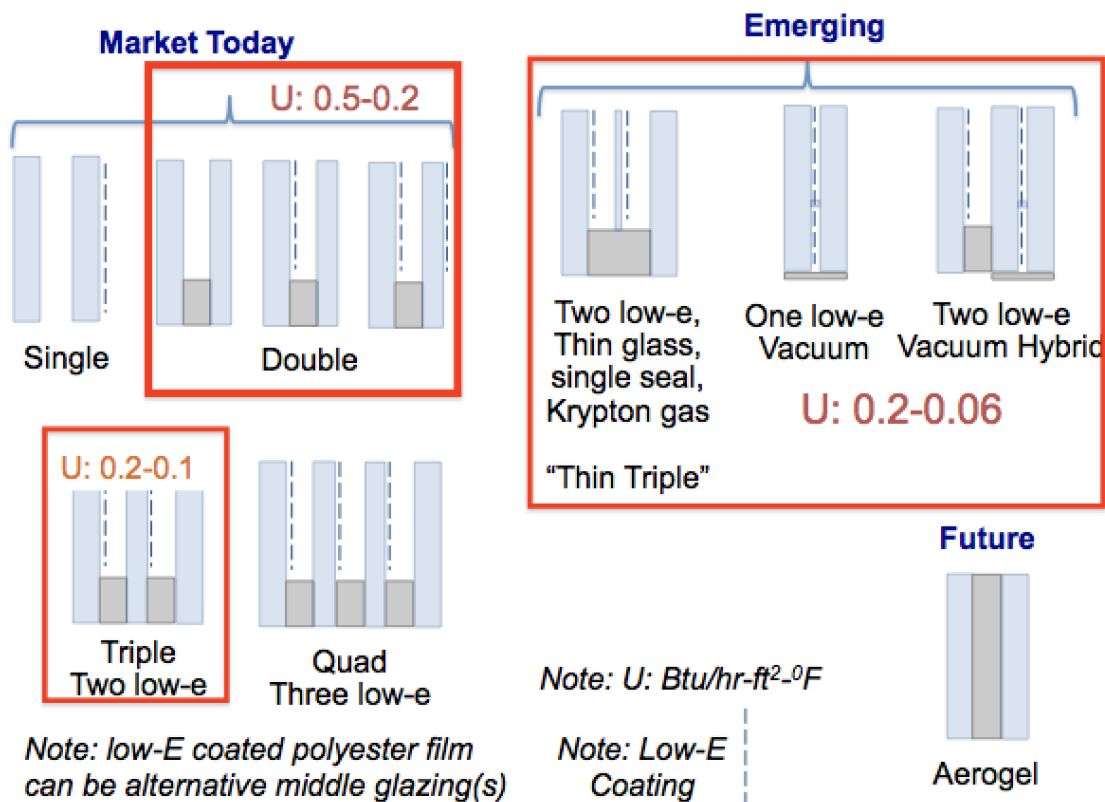 Market Today
U: 0.5-0.2
Single
Double
U: 0.2-0.1
Triple
Two low-e
Quad
Three low-e
Note: low-E coated polyester film
can be alternative middle glazing(s)
Emerging
Two low-e,
Thin glass,
single seal,
Krypton gas
“Thin Triple”
One low-e
Vacuum
Two low-e
Vacuum Hybrid
U: 0.2-0.06
Future
Aerogel
Note: U: Btu/hr-ft²-⁰F
Note: Low-E
Coating